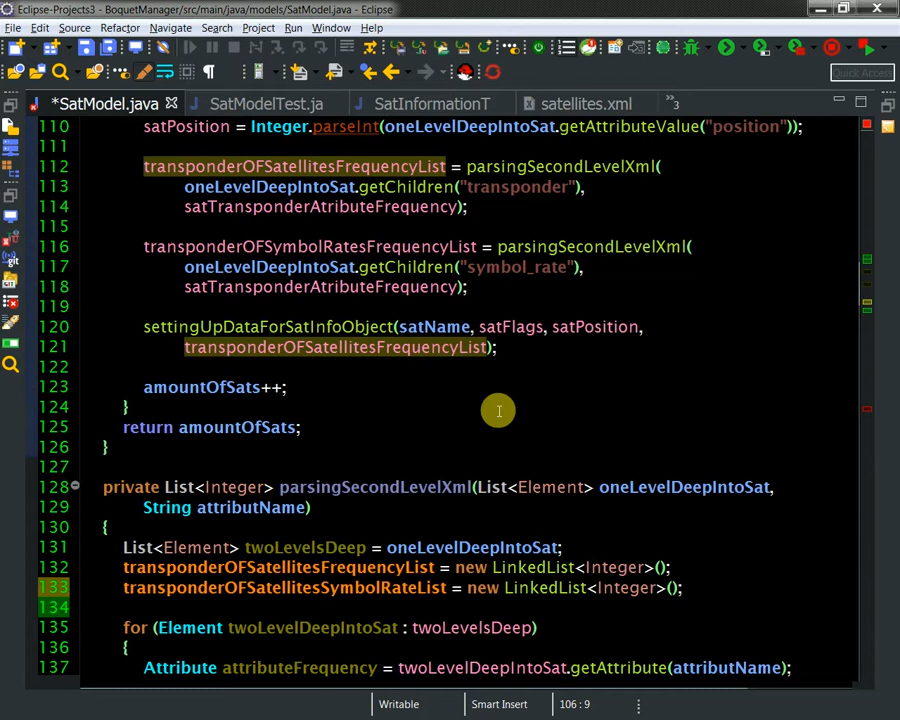 Eclipse-Projects3 - BoquetManager/src/main/java/models/SatModel.java - Eclipse
File Edit Source Refactor Navigate Search Project Run Window Help
Quick Access
*SatModel.java SatModelTest.ja SatInformationT satellites.xml »3
110 satPosition = Integer.parseInt(oneLevelDeepIntoSat.getAttributeValue("position"));
111
112 transponderOFSatellitesFrequencyList = parsingSecondLevelXml(
113 oneLevelDeepIntoSat.getChildren("transponder"),
114 satTransponderAtributeFrequency);
115
116 transponderOFSymbolRatesFrequencyList = parsingSecondLevelXml(
117 oneLevelDeepIntoSat.getChildren("symbol_rate"),
118 satTransponderAtributeFrequency);
119
120 settingUpDataForSatInfoObject(satName, satFlags, satPosition,
121 transponderOFSatellitesFrequencyList);
122
123 amountOfSats++;
124 }
125 return amountOfSats;
126 }
127
128 private List<Integer> parsingSecondLevelXml(List<Element> oneLevelDeepIntoSat,
129 String attributName)
130 {
131 List<Element> twoLevelsDeep = oneLevelDeepIntoSat;
132 transponderOFSatellitesFrequencyList = new LinkedList<Integer>();
133 transponderOFSatellitesSymbolRateList = new LinkedList<Integer>();
134
135 for (Element twoLevelDeepIntoSat : twoLevelsDeep)
136 {
137 Attribute attributeFrequency = twoLevelDeepIntoSat.getAttribute(attributName);
Writable Smart Insert 106 : 9